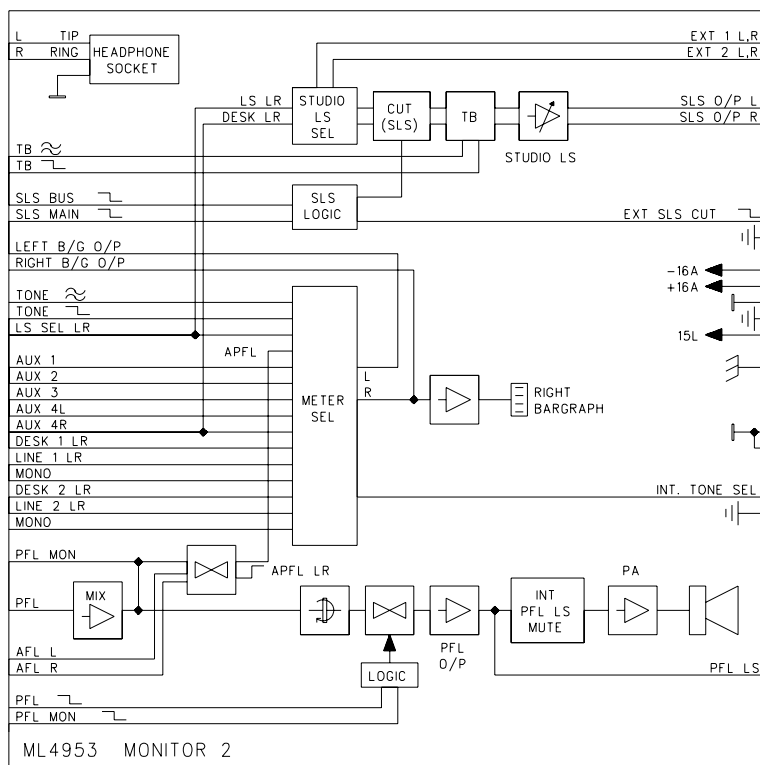 L TIP
R RING
HEADPHONE
SOCKET
EXT 1 L,R
EXT 2 L,R
LS LR
DESK LR
STUDIO
LS
SEL
CUT
(SLS)
TB
STUDIO LS
SLS O/P L
SLS O/P R
TB
TB
SLS BUS
SLS MAIN
SLS
LOGIC
EXT SLS CUT
LEFT B/G O/P
RIGHT B/G O/P
-16A
+16A
15L
TONE
TONE
LS SEL LR
APFL
AUX 1
AUX 2
AUX 3
AUX 4L
AUX 4R
DESK 1 LR
LINE 1 LR
MONO
DESK 2 LR
LINE 2 LR
MONO
METER
SEL
L
R
RIGHT
BARGRAPH
INT. TONE SEL
PFL MON
APFL LR
MIX
PFL
INT
PFL LS
MUTE
PA
PFL
O/P
AFL L
AFL R
LOGIC
PFL LS
PFL
PFL MON
ML4953 MONITOR 2